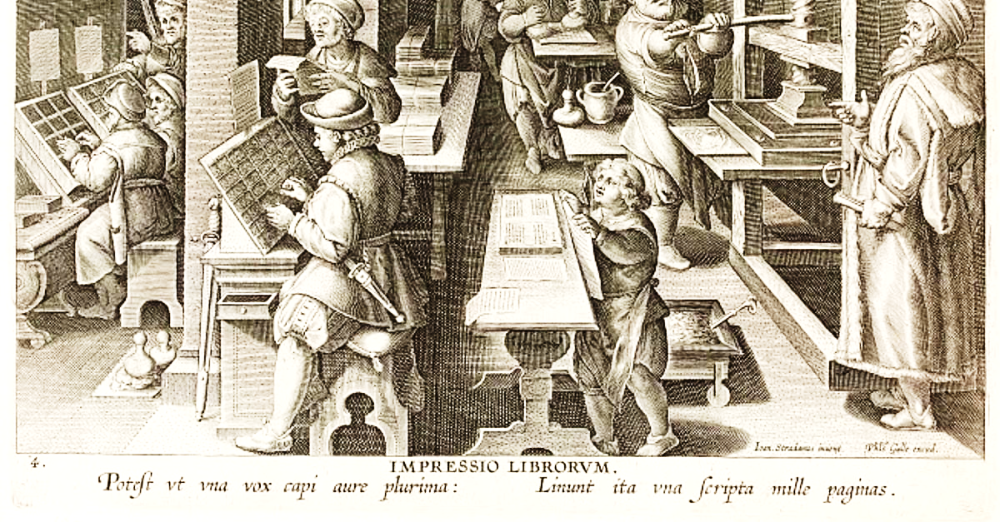 Ioan. Stradanus invent. Phls Galle excud.
4.
IMPRESSIO LIBRORVM.
Potest vt vna vox capi aure plurima: Linunt ita vna scripta mille paginas.